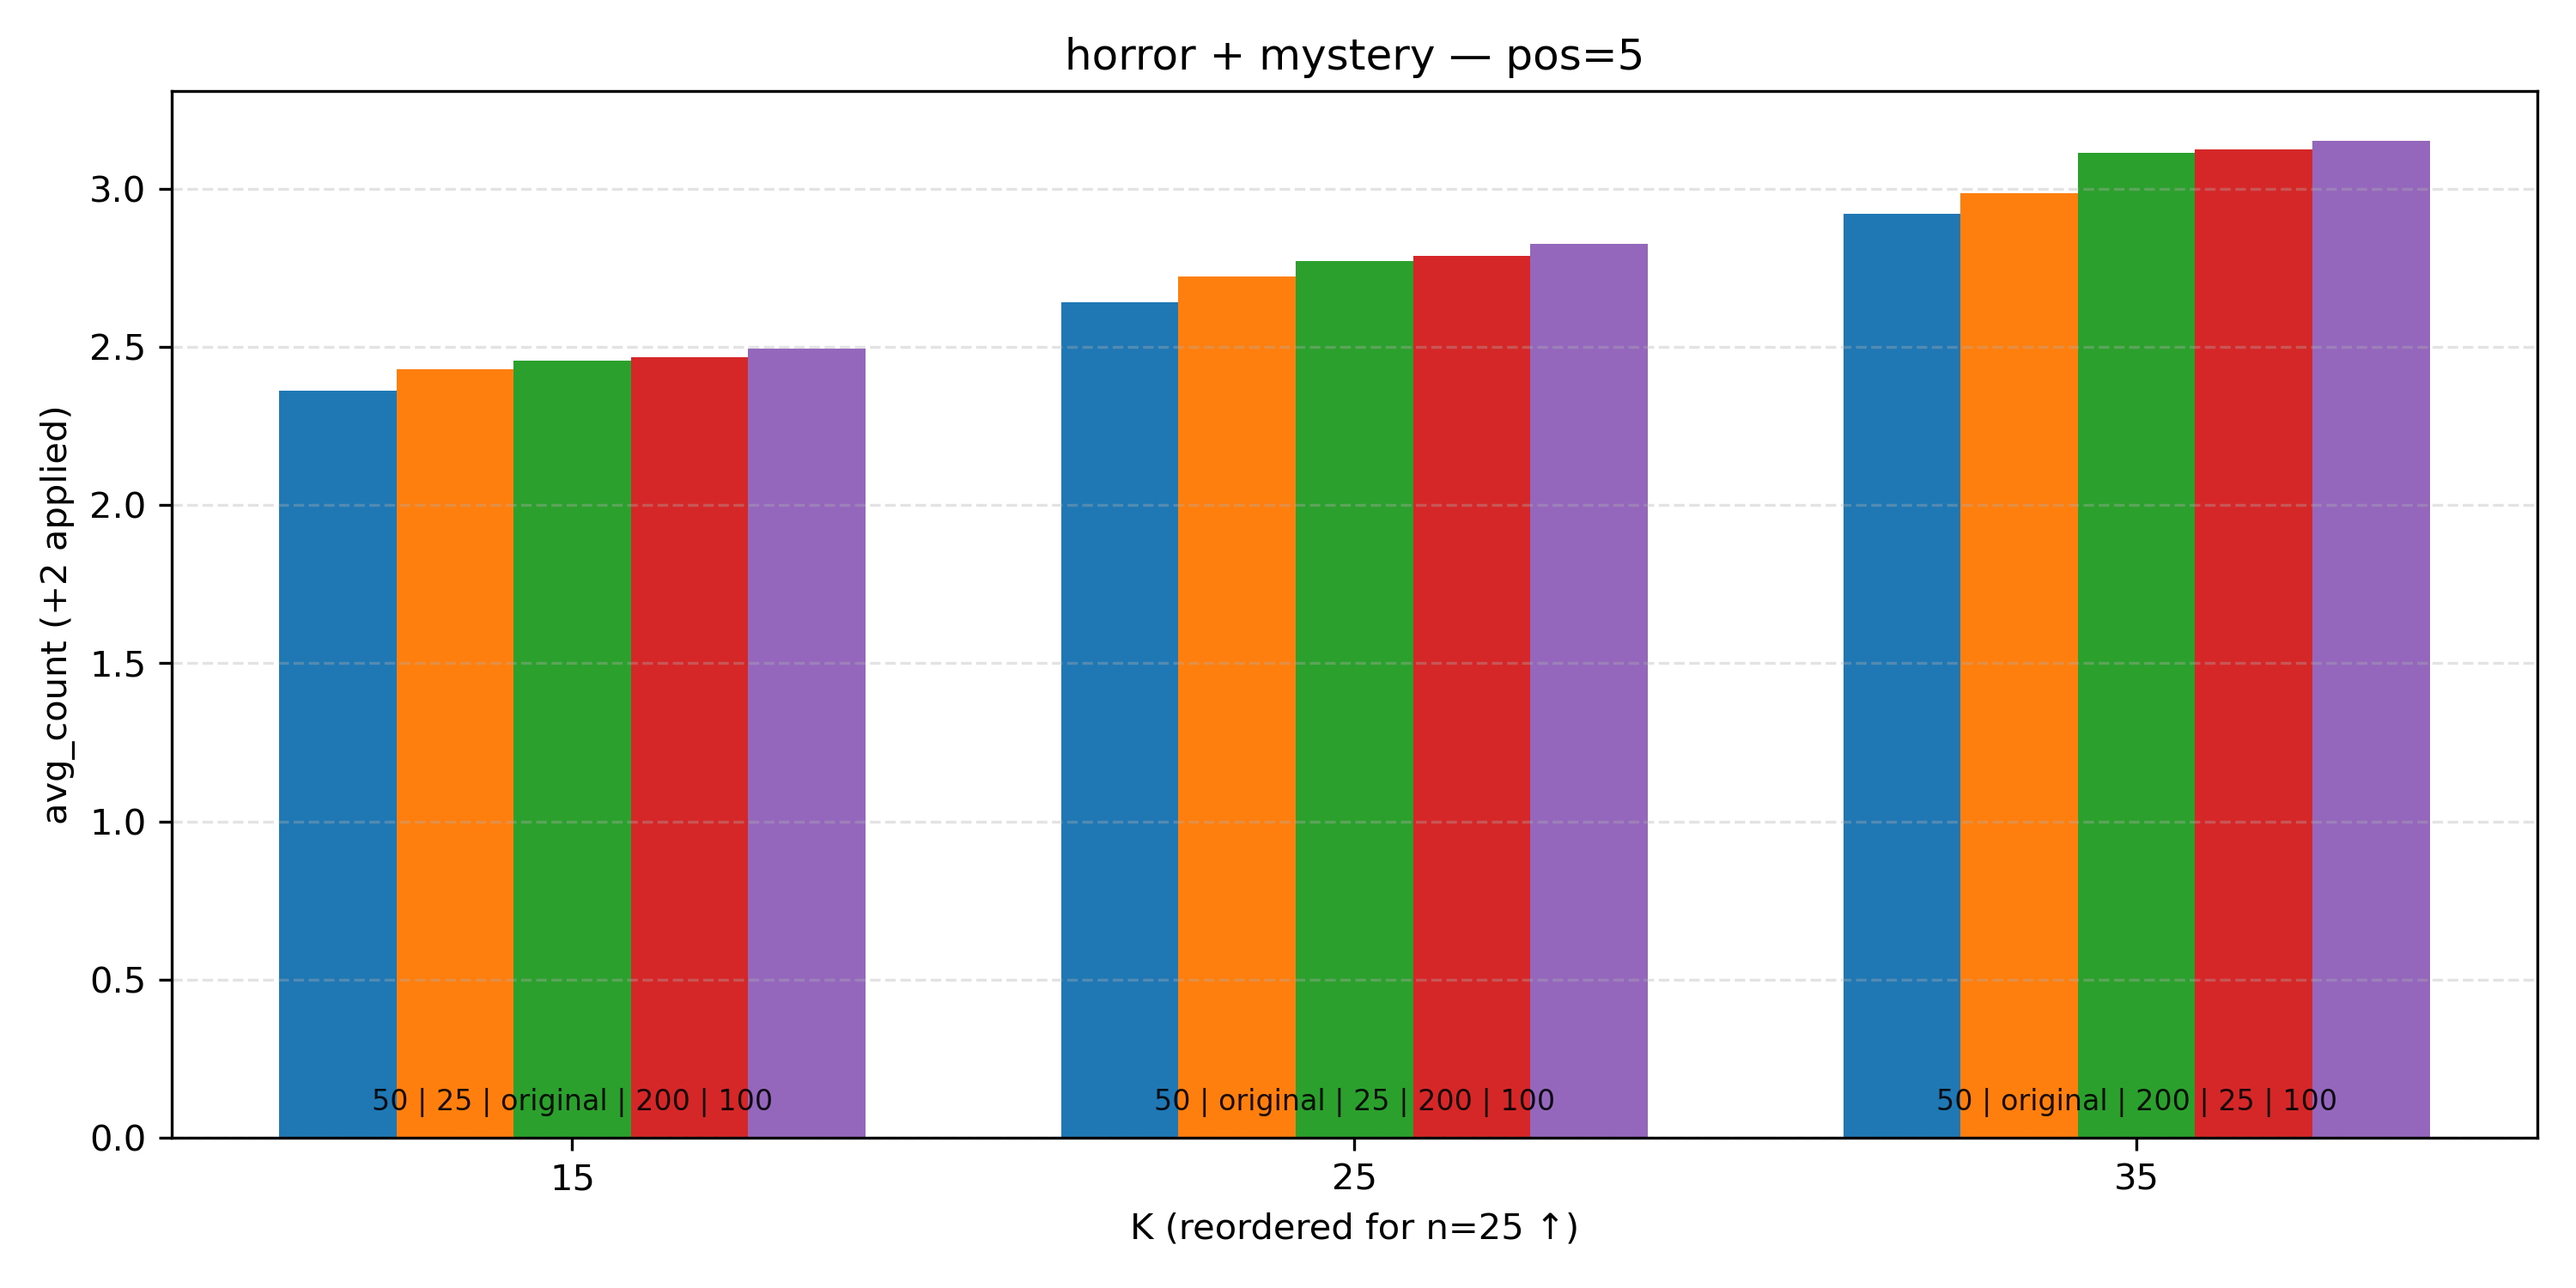 horror + mystery — pos=5
avg_count (+2 applied)
3.0
2.5
2.0
1.5
1.0
0.5
0.0
50 | 25 | original | 200 | 100
50 | original | 25 | 200 | 100
50 | original | 200 | 25 | 100
15
25
35
K (reordered for n=25 ↑)